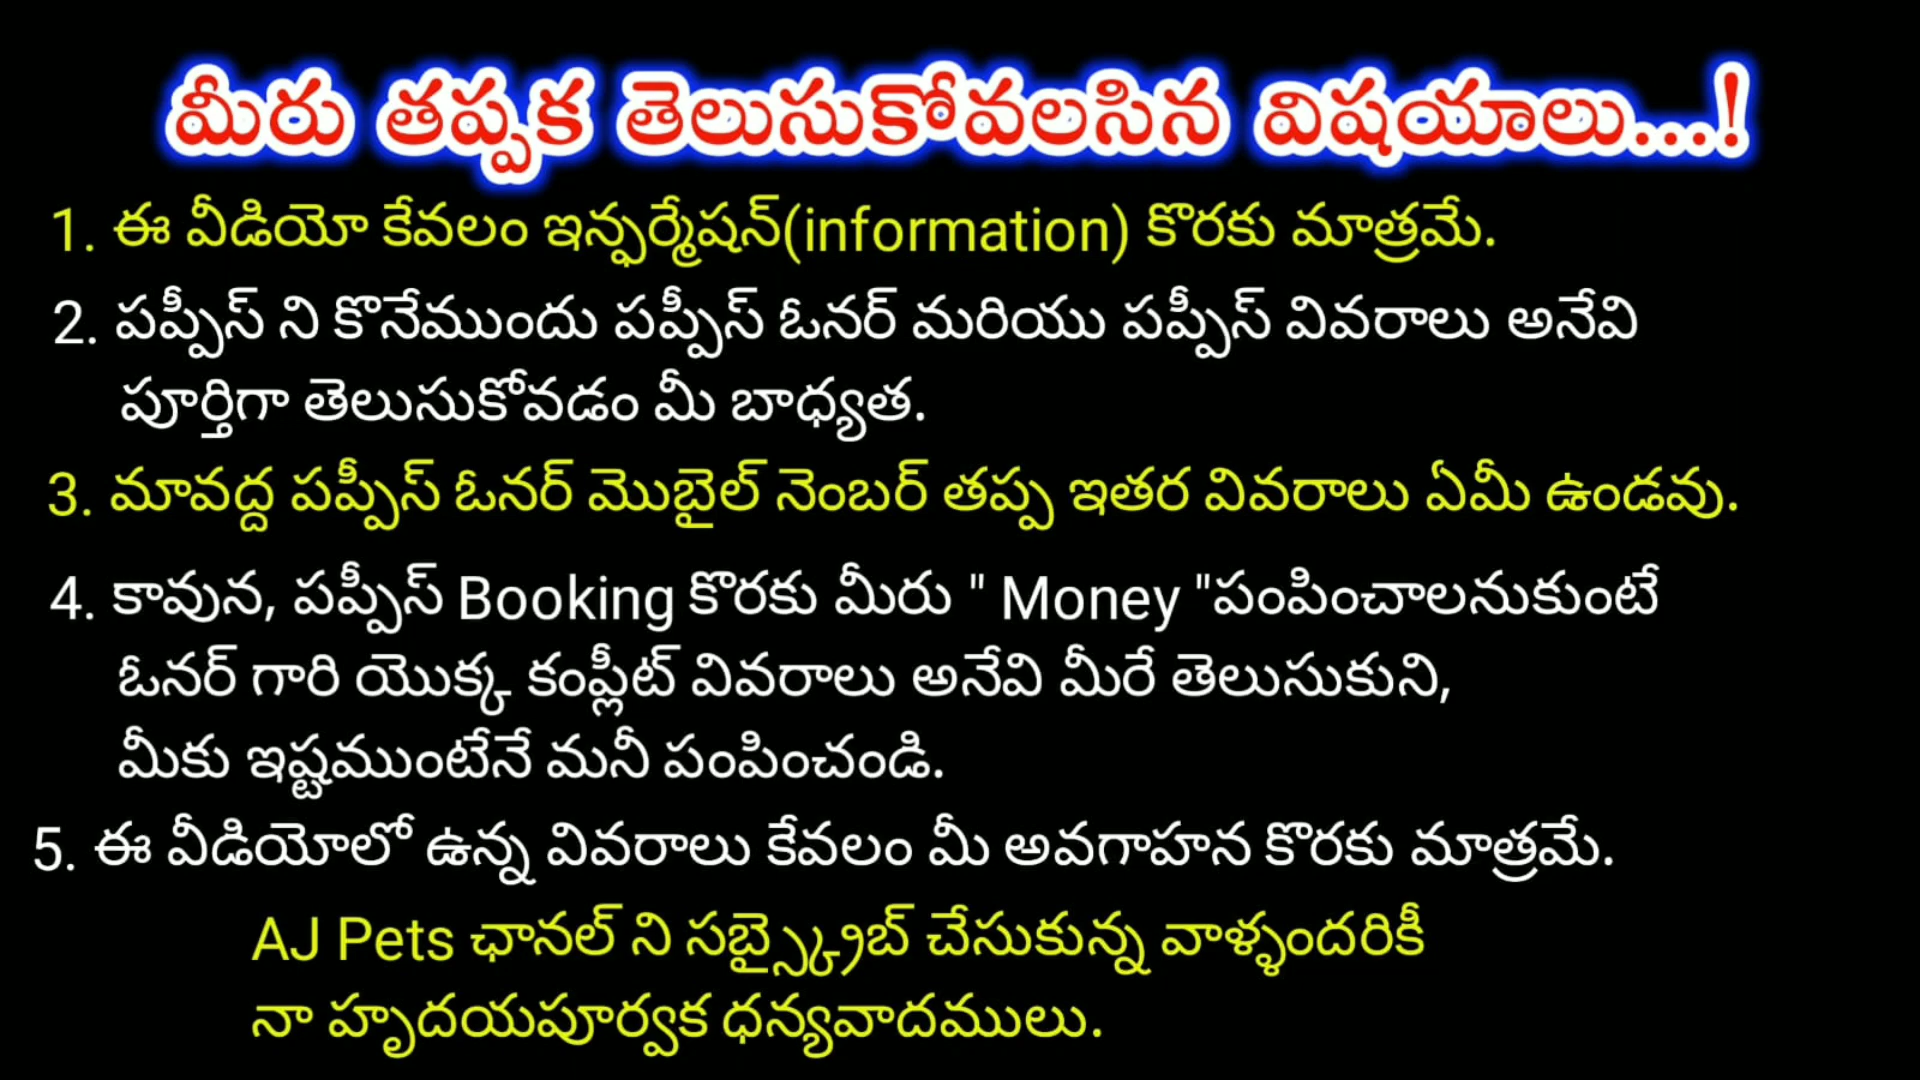 మీరు తప్పక తెలుసుకోవలసిన విషయాలు...!
1. ఈ వీడియో కేవలం ఇన్ఫర్మేషన్(information) కొరకు మాత్రమే.
2. పప్పీస్ ని కొనేముందు పప్పీస్ ఓనర్ మరియు పప్పీస్ వివరాలు అనేవి
పూర్తిగా తెలుసుకోవడం మీ బాధ్యత.
3. మావద్ద పప్పీస్ ఓనర్ మొబైల్ నెంబర్ తప్ప ఇతర వివరాలు ఏమీ ఉండవు.
4. కావున, పప్పీస్ Booking కొరకు మీరు " Money "పంపించాలనుకుంటే
ఓనర్ గారి యొక్క కంప్లీట్ వివరాలు అనేవి మీరే తెలుసుకుని,
మీకు ఇష్టముంటేనే మనీ పంపించండి.
5. ఈ వీడియోలో ఉన్న వివరాలు కేవలం మీ అవగాహన కొరకు మాత్రమే.
AJ Pets ఛానల్ ని సబ్స్క్రైబ్ చేసుకున్న వాళ్ళందరికీ
నా హృదయపూర్వక ధన్యవాదములు.